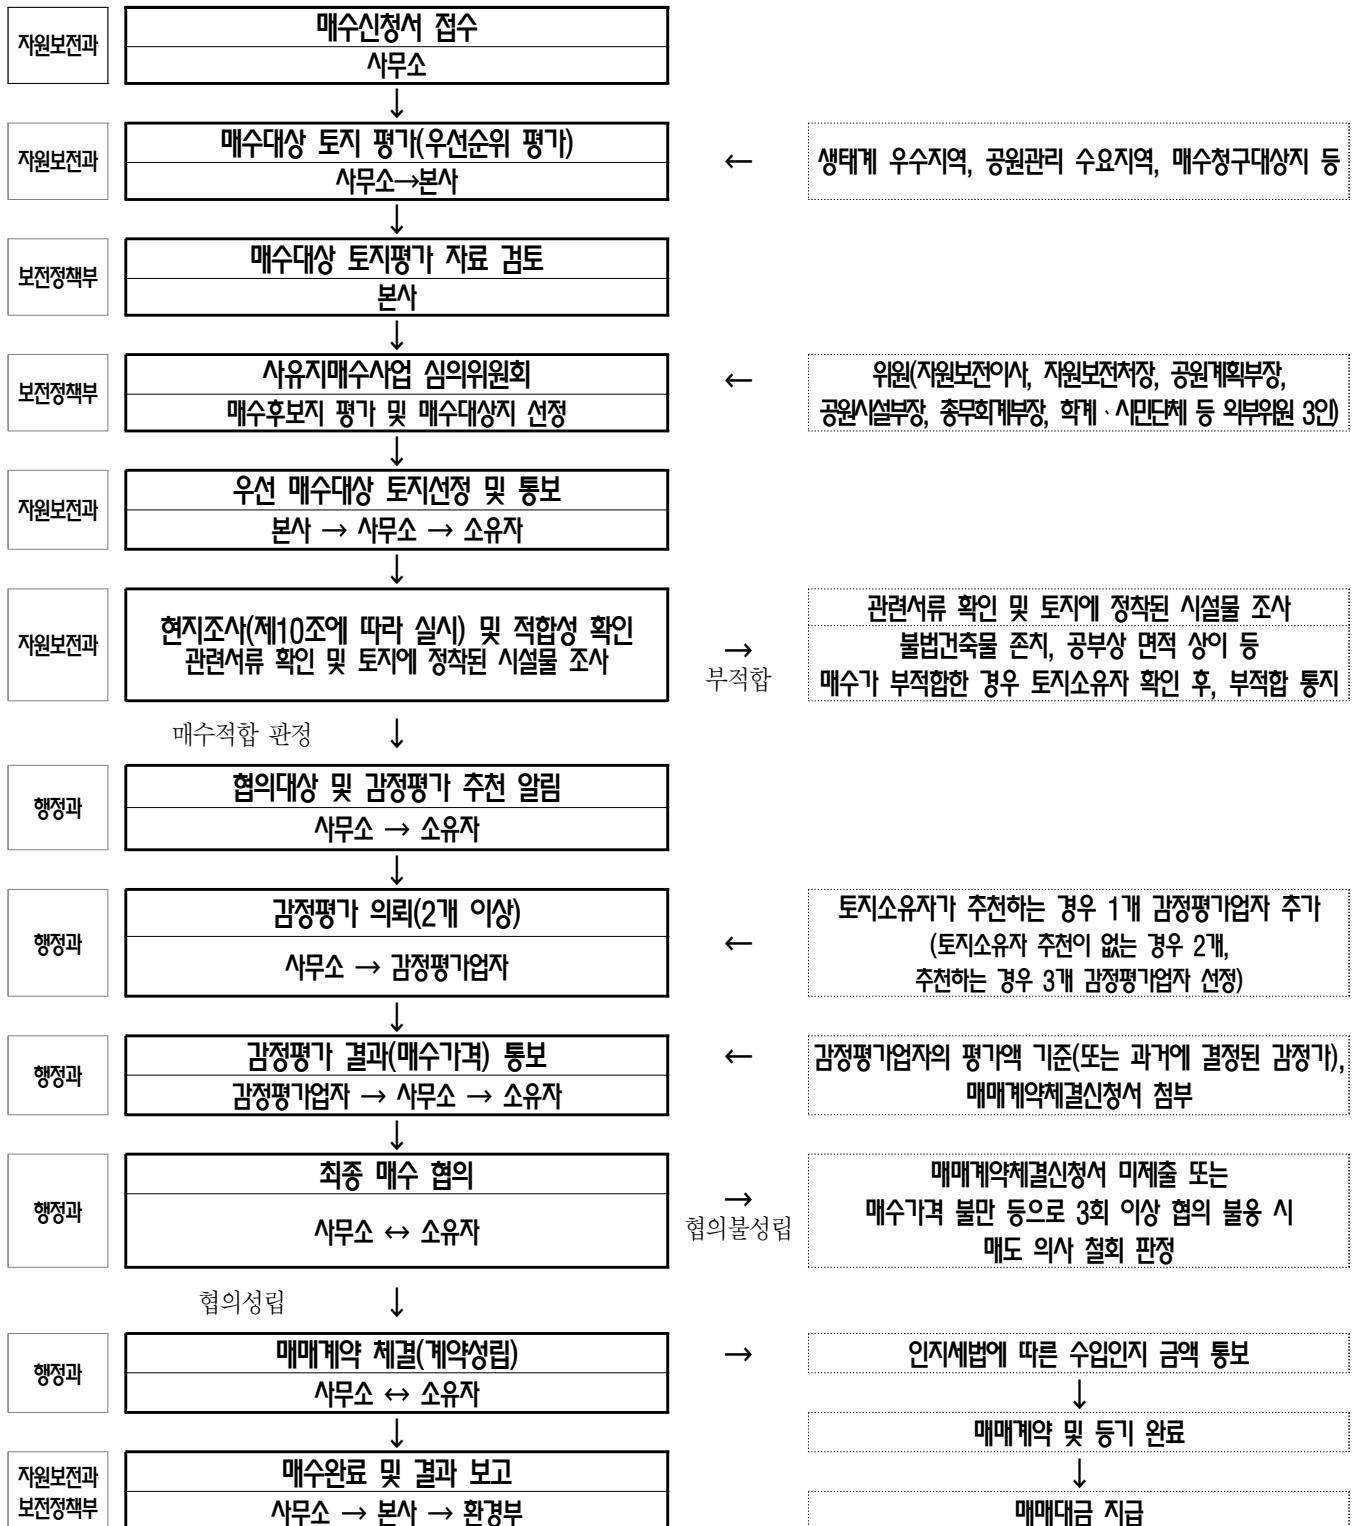 자원보전과
매수신청서 접수
사무소
↓
자원보전과
매수대상 토지 평가(우선순위 평가)
사무소→본사
←
생태계 우수지역, 공원관리 수요지역, 매수청구대상지 등
↓
보전정책부
매수대상 토지평가 자료 검토
본사
↓
보전정책부
사유지매수사업 심의위원회
매수후보지 평가 및 매수대상지 선정
←
위원(자원보전이사, 자원보전처장, 공원계획부장,
공원시설부장, 총무회계부장, 학계ㆍ시민단체 등 외부위원 3인)
↓
자원보전과
우선 매수대상 토지선정 및 통보
본사 → 사무소 → 소유자
↓
자원보전과
현지조사(제10조에 따라 실시) 및 적합성 확인
관련서류 확인 및 토지에 정착된 시설물 조사
→
부적합
관련서류 확인 및 토지에 정착된 시설물 조사
불법건축물 존치, 공부상 면적 상이 등
매수가 부적합한 경우 토지소유자 확인 후, 부적합 통지
매수적합 판정 ↓
행정과
협의대상 및 감정평가 추천 알림
사무소 → 소유자
↓
행정과
감정평가 의뢰(2개 이상)
사무소 → 감정평가업자
←
토지소유자가 추천하는 경우 1개 감정평가업자 추가
(토지소유자 추천이 없는 경우 2개,
추천하는 경우 3개 감정평가업자 선정)
↓
행정과
감정평가 결과(매수가격) 통보
감정평가업자 → 사무소 → 소유자
←
감정평가업자의 평가액 기준(또는 과거에 결정된 감정가),
매매계약체결신청서 첨부
↓
행정과
최종 매수 협의
사무소 ↔ 소유자
→
협의불성립
매매계약체결신청서 미제출 또는
매수가격 불만 등으로 3회 이상 협의 불응 시
매도 의사 철회 판정
협의성립 ↓
행정과
매매계약 체결(계약성립)
사무소 ↔ 소유자
→
인지세법에 따른 수입인지 금액 통보
↓
매매계약 및 등기 완료
↓
매매대금 지급
↓
자원보전과
보전정책부
매수완료 및 결과 보고
사무소 → 본사 → 환경부